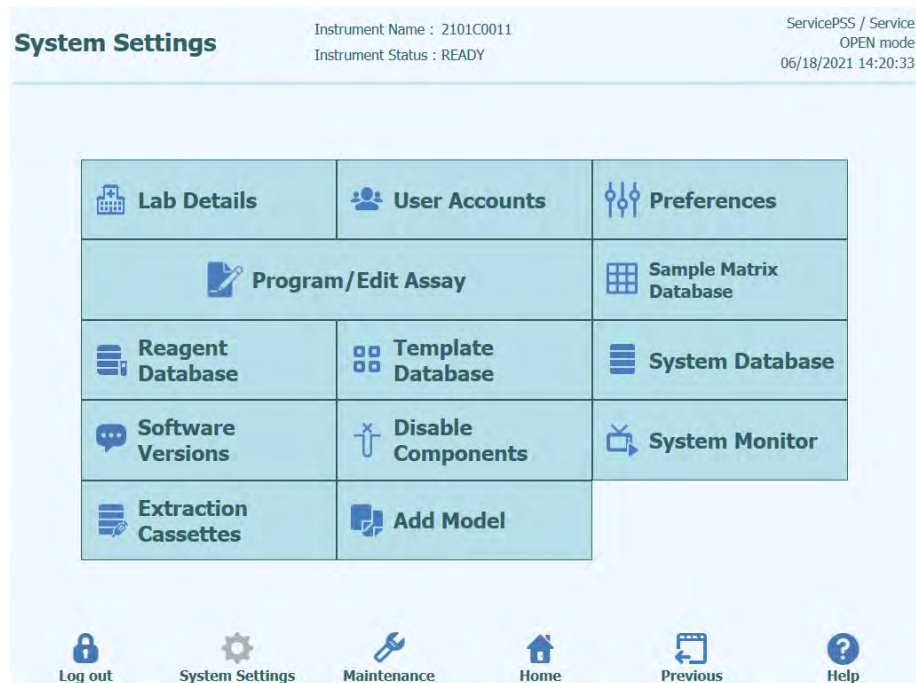 System Settings
Instrument Name : 2101C0011
Instrument Status : READY
ServicePSS / Service
OPEN mode
06/18/2021 14:20:33
Lab Details
User Accounts
Preferences
Program/Edit Assay
Sample Matrix
Database
Reagent
Database
Template
Database
System Database
Software
Versions
Disable
Components
System Monitor
Extraction
Cassettes
Add Model
Log out
System Settings
Maintenance
Home
Previous
Help